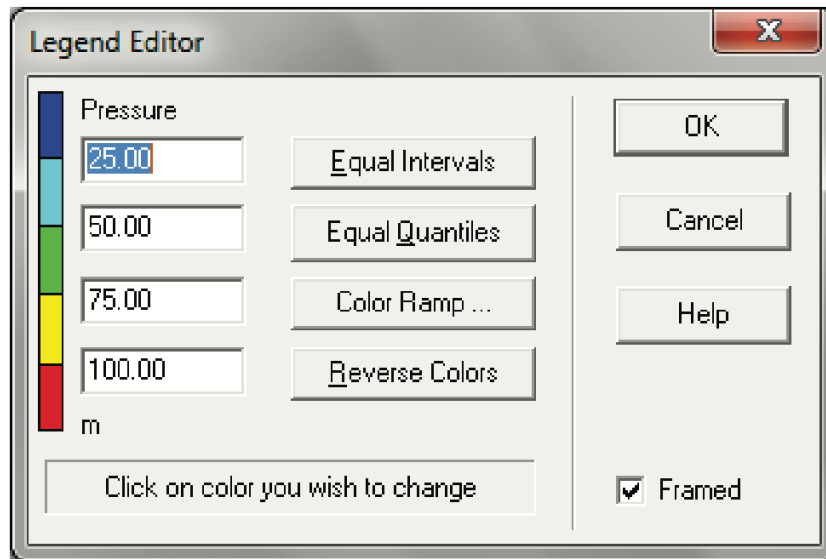 Legend Editor
Pressure
25.00
50.00
75.00
100.00
m
Equal Intervals
Equal Quantiles
Color Ramp ...
Reverse Colors
Click on color you wish to change
OK
Cancel
Help
Framed